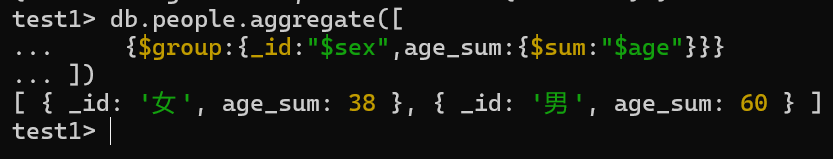 test1> db.people.aggregate([
...     {$group:{_id:"$sex",age_sum:{$sum:"$age"}}}
... ])
[ { _id: '女', age_sum: 38 }, { _id: '男', age_sum: 60 } ]
test1>